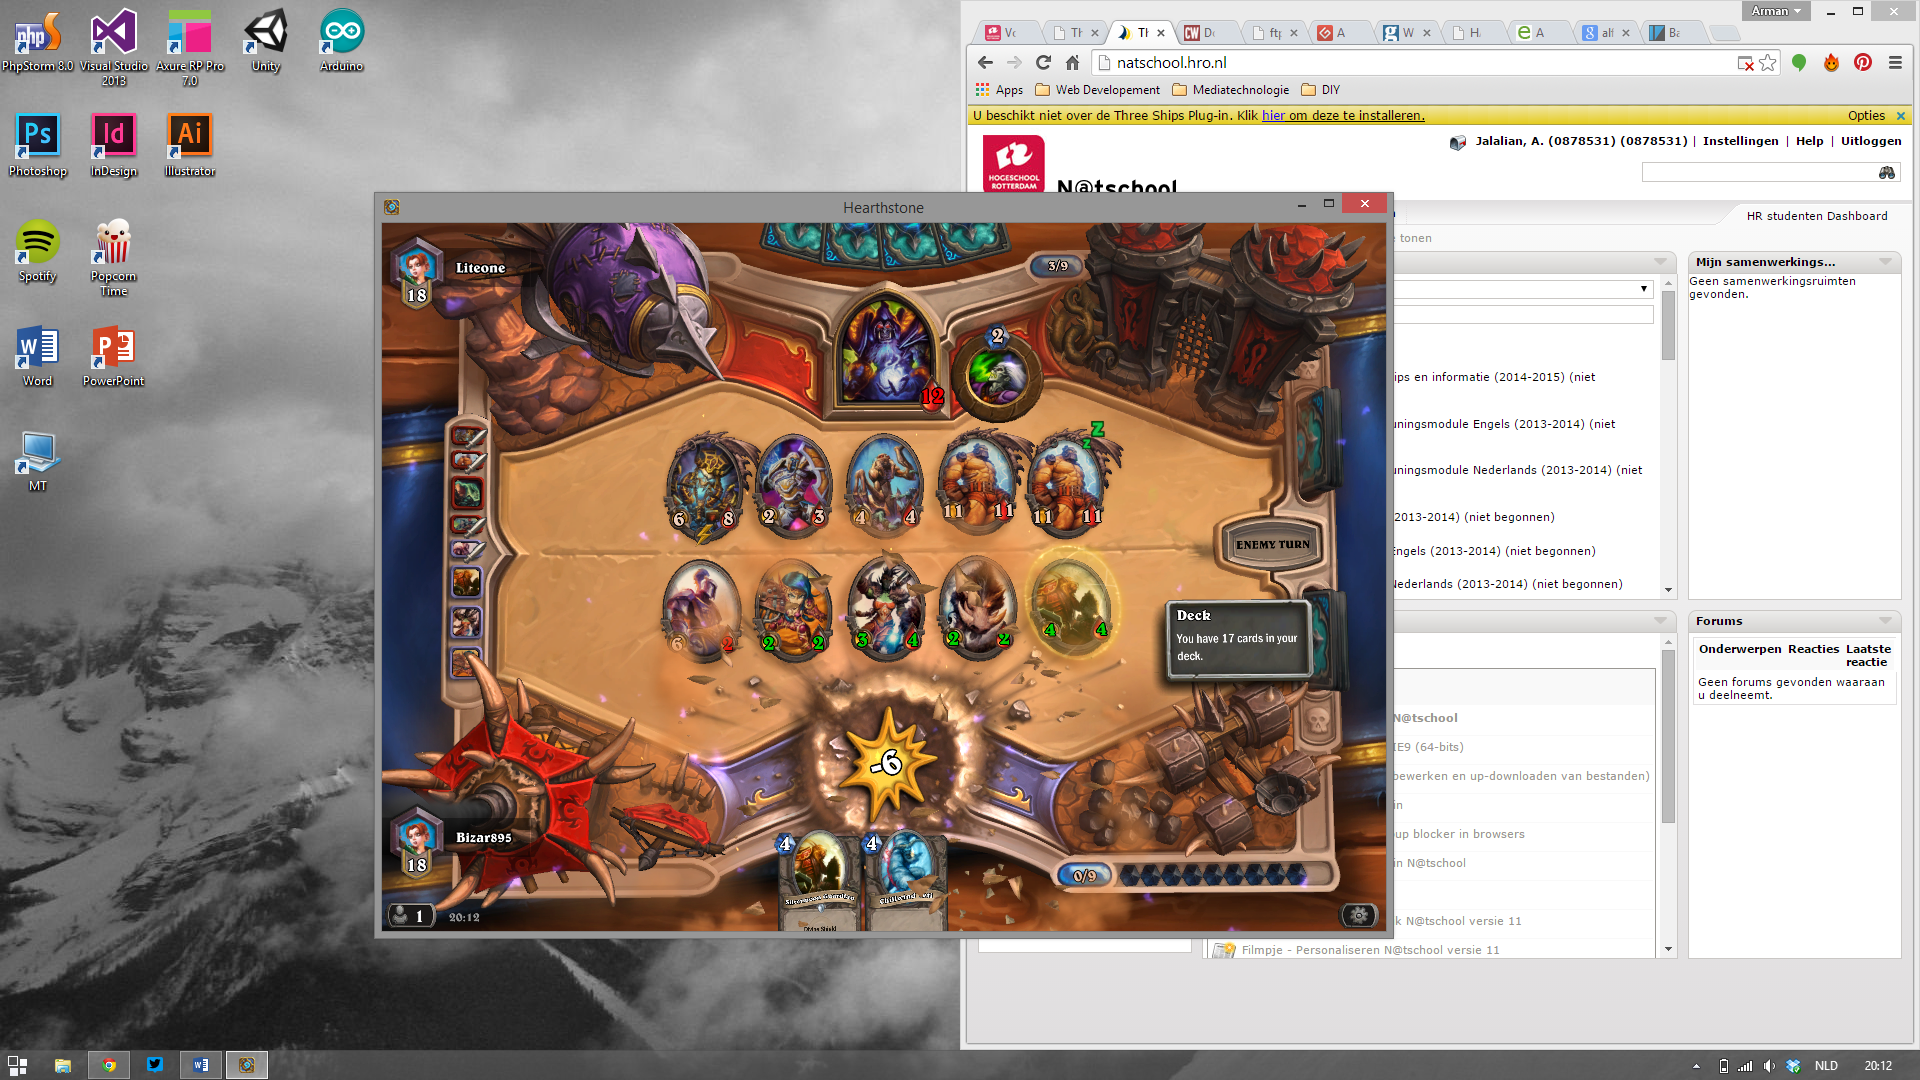 PhpStorm 8.0
Visual Studio 2013
Axure RP Pro 7.0
Unity
Arduino
Photoshop
InDesign
Illustrator
Spotify
Popcorn Time
Word
PowerPoint
MT
Arman
natschool.hro.nl
Apps
Web Developement
Mediatechnologie
DIY
U beschikt niet over de Three Ships Plug-in. Klik hier om deze te installeren.
Opties
Jalalian, A. (0878531) (0878531) | Instellingen | Help | Uitloggen
HOGESCHOOL ROTTERDAM
N@tschool
HR studenten Dashboard
e tonen
Mijn samenwerkings...
Geen samenwerkingsruimten gevonden.
ips en informatie (2014-2015) (niet
uningsmodule Engels (2013-2014) (niet
uningsmodule Nederlands (2013-2014) (niet
2013-2014) (niet begonnen)
Engels (2013-2014) (niet begonnen)
Nederlands (2013-2014) (niet begonnen)
Forums
Onderwerpen Reacties Laatste reactie
Geen forums gevonden waaraan u deelneemt.
N@tschool
IE9 (64-bits)
bewerken en up-downloaden van bestanden)
in
up blocker in browsers
in N@tschool
k N@tschool versie 11
Filmpje - Personaliseren N@tschool versie 11
Hearthstone
Liteone
18
3/9
2
12
6 8
2 3
4 4
11 11
11 11
ENEMY TURN
6 2
2 2
3 4
2 2
4 4
Deck
You have 17 cards in your deck.
-6
Bizar895
18
4
4
Divine Shield
0/9
1
20:12
NLD
20:12